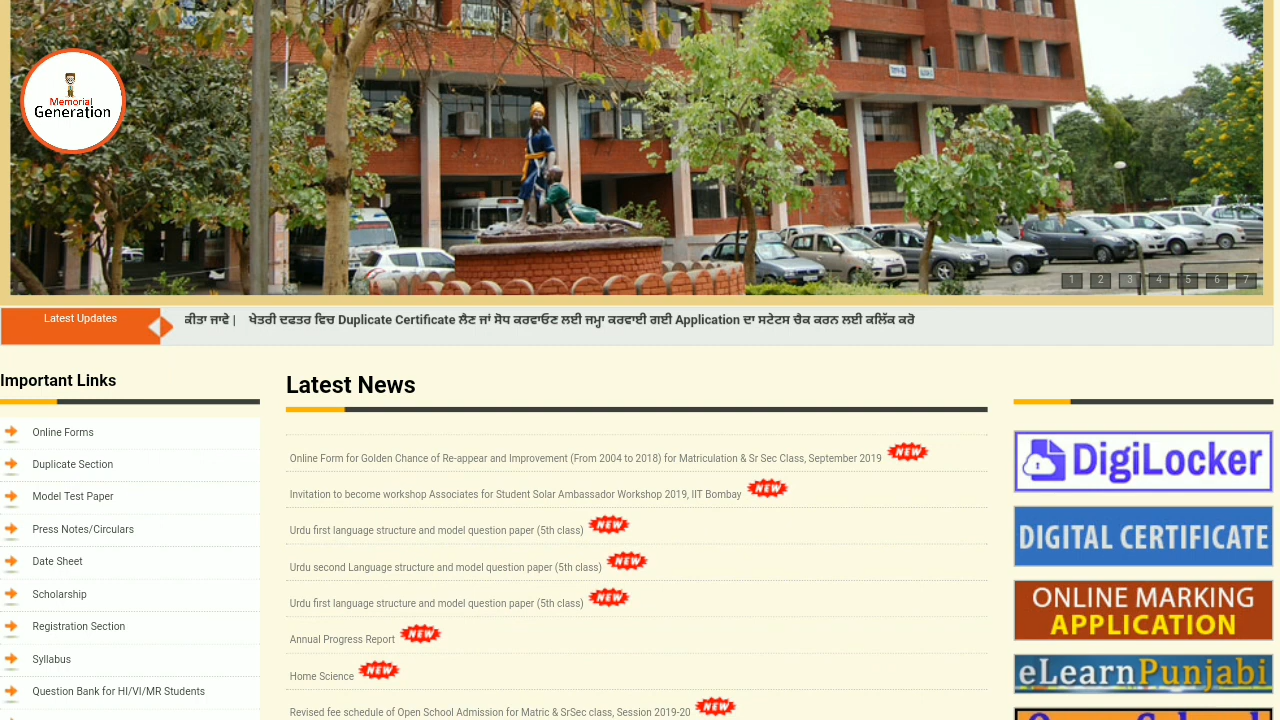 Memorial
Generation
1 2 3 4 5 6 7
Latest Updates
ਕੀਤਾ ਜਾਵੇ | ਖੇਤਰੀ ਦਫਤਰ ਵਿਚ Duplicate Certificate ਲੈਣ ਜਾਂ ਸੋਧ ਕਰਵਾਓਣ ਲਈ ਜਮ੍ਹਾ ਕਰਵਾਈ ਗਈ Application ਦਾ ਸਟੇਟਸ ਚੈਕ ਕਰਨ ਲਈ ਕਲਿੱਕ ਕਰੋ
Important Links
Online Forms
Duplicate Section
Model Test Paper
Press Notes/Circulars
Date Sheet
Scholarship
Registration Section
Syllabus
Question Bank for HI/VI/MR Students
Latest News
Online Form for Golden Chance of Re-appear and Improvement (From 2004 to 2018) for Matriculation & Sr Sec Class, September 2019 NEW
Invitation to become workshop Associates for Student Solar Ambassador Workshop 2019, IIT Bombay NEW
Urdu first language structure and model question paper (5th class) NEW
Urdu second Language structure and model question paper (5th class) NEW
Urdu first language structure and model question paper (5th class) NEW
Annual Progress Report NEW
Home Science NEW
Revised fee schedule of Open School Admission for Matric & SrSec class, Session 2019-20 NEW
DigiLocker
DIGITAL CERTIFICATE
ONLINE MARKING
APPLICATION
eLearnPunjabi